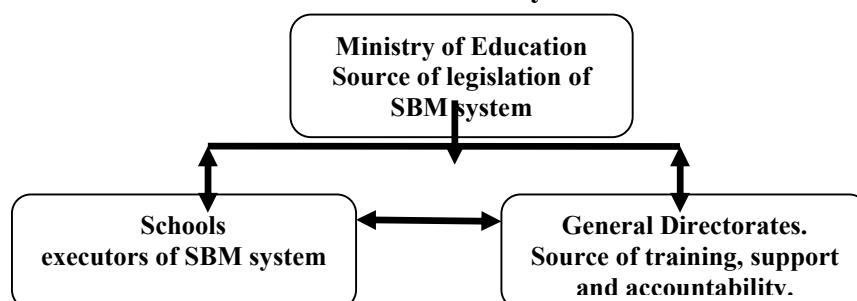 Ministry of Education
Source of legislation of
SBM system
Schools
executors of SBM system
General Directorates.
Source of training, support
and accountability.